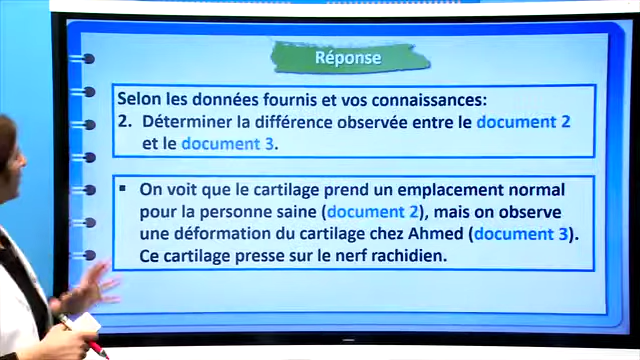 Réponse
Selon les données fournis et vos connaissances:
2. Déterminer la différence observée entre le document 2
et le document 3.
▪ On voit que le cartilage prend un emplacement normal
pour la personne saine (document 2), mais on observe
une déformation du cartilage chez Ahmed (document 3).
Ce cartilage presse sur le nerf rachidien.